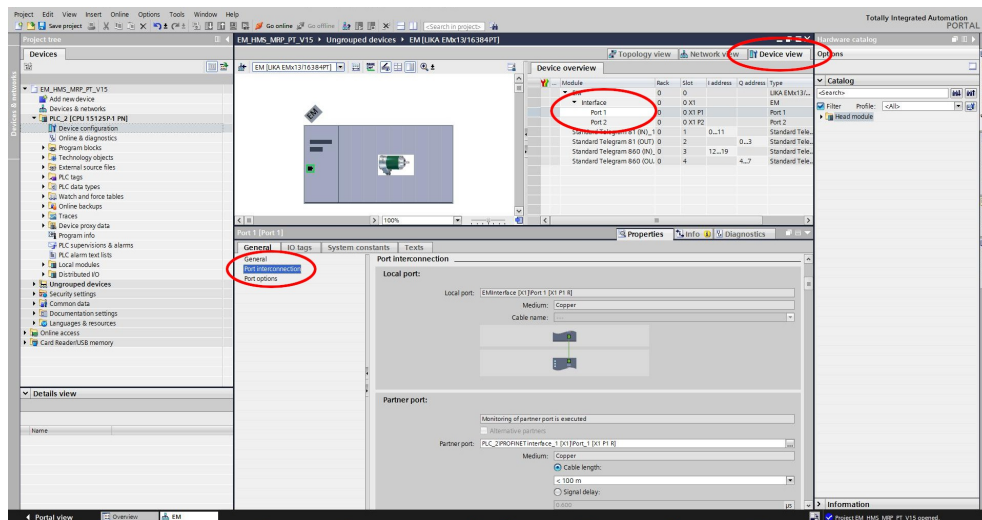 Project Edit View Insert Online Options Tools Window Help
Totally Integrated Automation
PORTAL
Save project Go online Go offline <Search in project>
Project tree
EM_HMS_MRP_PT_V15 Ungrouped devices EM [LIKA EMx13/16384PT]
Hardware catalog
Devices
Topology view Network view Device view
Options
EM [LIKA EMx13/16384PT]
Device overview
Module Rack Slot I address Q address Type
EM_HMS_MRP_PT_V15
Add new device
Devices & networks
PLC_2 [CPU 1512SP-1 PN]
Device configuration
Online & diagnostics
Program blocks
Technology objects
External source files
PLC tags
PLC data types
Watch and force tables
Online backups
Traces
Device proxy data
Program info
PLC supervisions & alarms
PLC alarm text lists
Local modules
Distributed I/O
Ungrouped devices
Security settings
Common data
Documentation settings
Languages & resources
Online access
Card Reader/USB memory
EM
EM 0 0 LIKA EMx13/...
Interface 0 0 X1 EM
Port 1 0 0 X1 P1 Port 1
Port 2 0 0 X1 P2 Port 2
Standard Telegram 81 (IN)_1 0 1 0...11 Standard Tele...
Standard Telegram 81 (OUT) 0 2 0...3 Standard Tele...
Standard Telegram 860 (IN)_ 0 3 12...19 Standard Tele...
Standard Telegram 860 (OU.. 0 4 4...7 Standard Tele...
100%
Catalog
<Search>
Filter Profile: <All>
Head module
Port 1 [Port 1]
Properties Info Diagnostics
General IO tags System constants Texts
General
Port interconnection
Port options
Port interconnection
Local port:
Local port: EM\Interface [X1]\Port 1 [X1 P1 R]
Medium: Copper
Cable name: ---
Partner port:
Monitoring of partner port is executed
Alternative partners
Partner port: PLC_2\PROFINET interface_1 [X1]\Port_1 [X1 P1 R]
Medium: Copper
Cable length:
< 100 m
Signal delay:
0.600 µs
Details view
Name
Information
Portal view Overview EM
Project EM_HMS_MRP_PT_V15 opened.